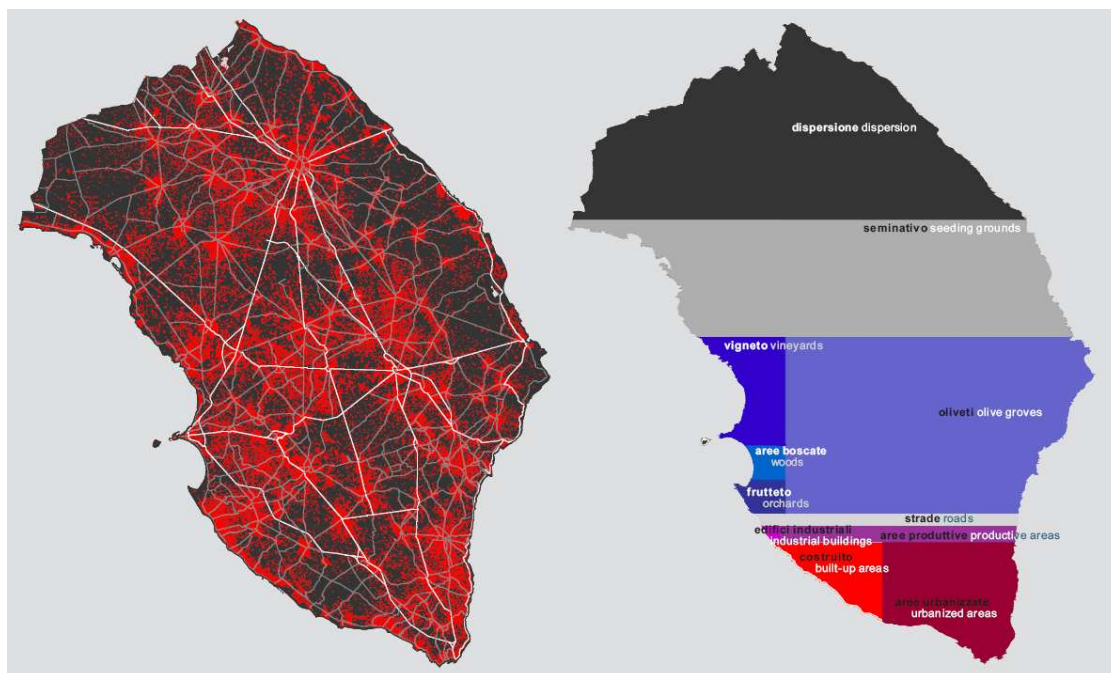 dispersione dispersion
seminativo seeding grounds
vigneto vineyards
oliveti olive groves
aree boscate
woods
frutteto
orchards
strade roads
edifici industriali
industrial buildings
aree produttive productive areas
costruito
built-up areas
aree urbanizzate
urbanized areas